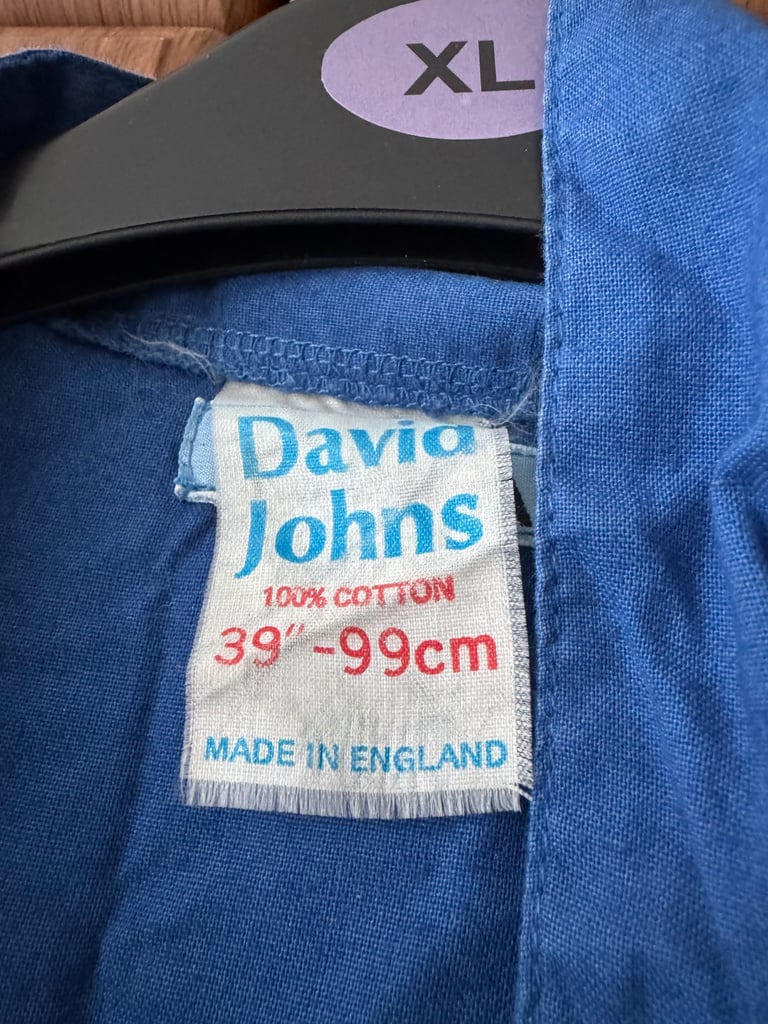 XL
David
Johns
100% COTTON
39"-99cm
MADE IN ENGLAND